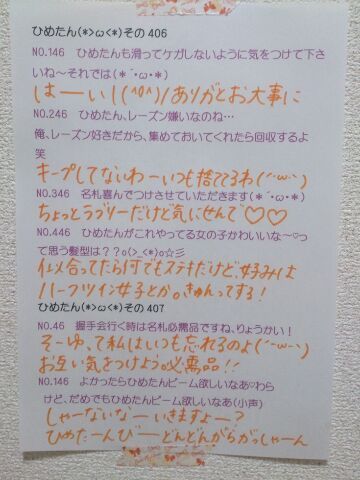 ひめたん(*>ω<*)その406
NO.146　ひめたんも滑ってケガしないように気をつけて下さ
いね～それでは(＊´･ω･＊)
はーい！(^o^)/ありがとお大事に
NO.246　ひめたん、レーズン嫌いなのね…
俺、レーズン好きだから、集めておいてくれたら回収するよ
笑
キープしてないわーいつも捨ててるわ(´･ω･`)
NO.346　名札喜んでつけさせていただきます(＊´･ω･＊)
ちょっとラブリーだけど気にせんで♡♡
NO.446　ひめたんがこれやってる女の子かわいいな～♡っ
て思う髪型は？？o(>_<*)o☆彡
似合ってたら何でもステキだけど、好みは
ハーフツイン女子とか。きゅんってする！
ひめたん(*>ω<*)その407
NO.46　握手会行く時は名札必需品ですね、りょうかい！
そーゆって私はいつも忘れるのよ(´･ω･`)
お互い気をつけよう。必需品!!
NO.146　よかったらひめたんビーム欲しいなあ♡わら
けど、だめでもひめたんビーム欲しいなあ(小声)
しゃーないなーいきますよー？
ひめたーんびーーどんどんがらがっしゃーん